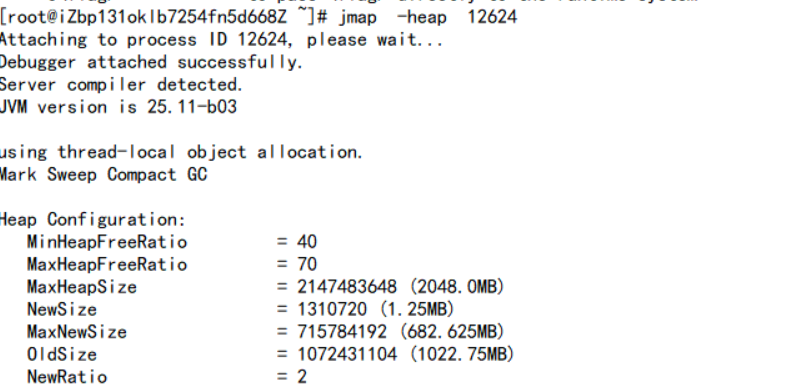 [root@iZbp131oklb7254fn5d668Z ~]# jmap -heap 12624
Attaching to process ID 12624, please wait...
Debugger attached successfully.
Server compiler detected.
JVM version is 25.11-b03
using thread-local object allocation.
Mark Sweep Compact GC
Heap Configuration:
MinHeapFreeRatio = 40
MaxHeapFreeRatio = 70
MaxHeapSize = 2147483648 (2048.0MB)
NewSize = 1310720 (1.25MB)
MaxNewSize = 715784192 (682.625MB)
OldSize = 1072431104 (1022.75MB)
NewRatio = 2